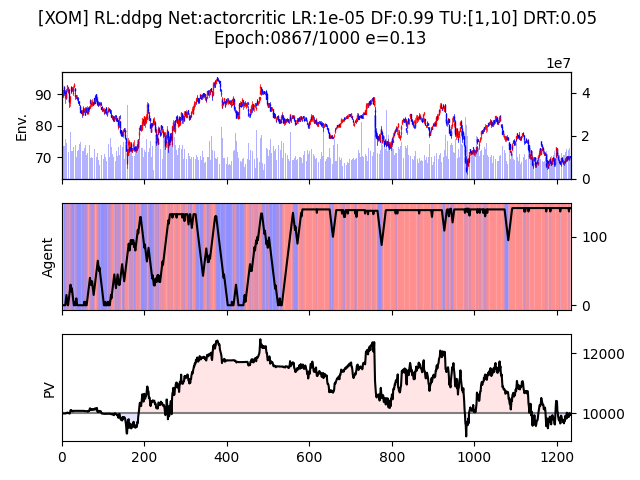 [XOM] RL:ddpg Net:actorcritic LR:1e-05 DF:0.99 TU:[1,10] DRT:0.05
Epoch:0867/1000 e=0.13
1e7
Env.
90
80
70
4
2
0
Agent
100
0
PV
12000
10000
0
200
400
600
800
1000
1200